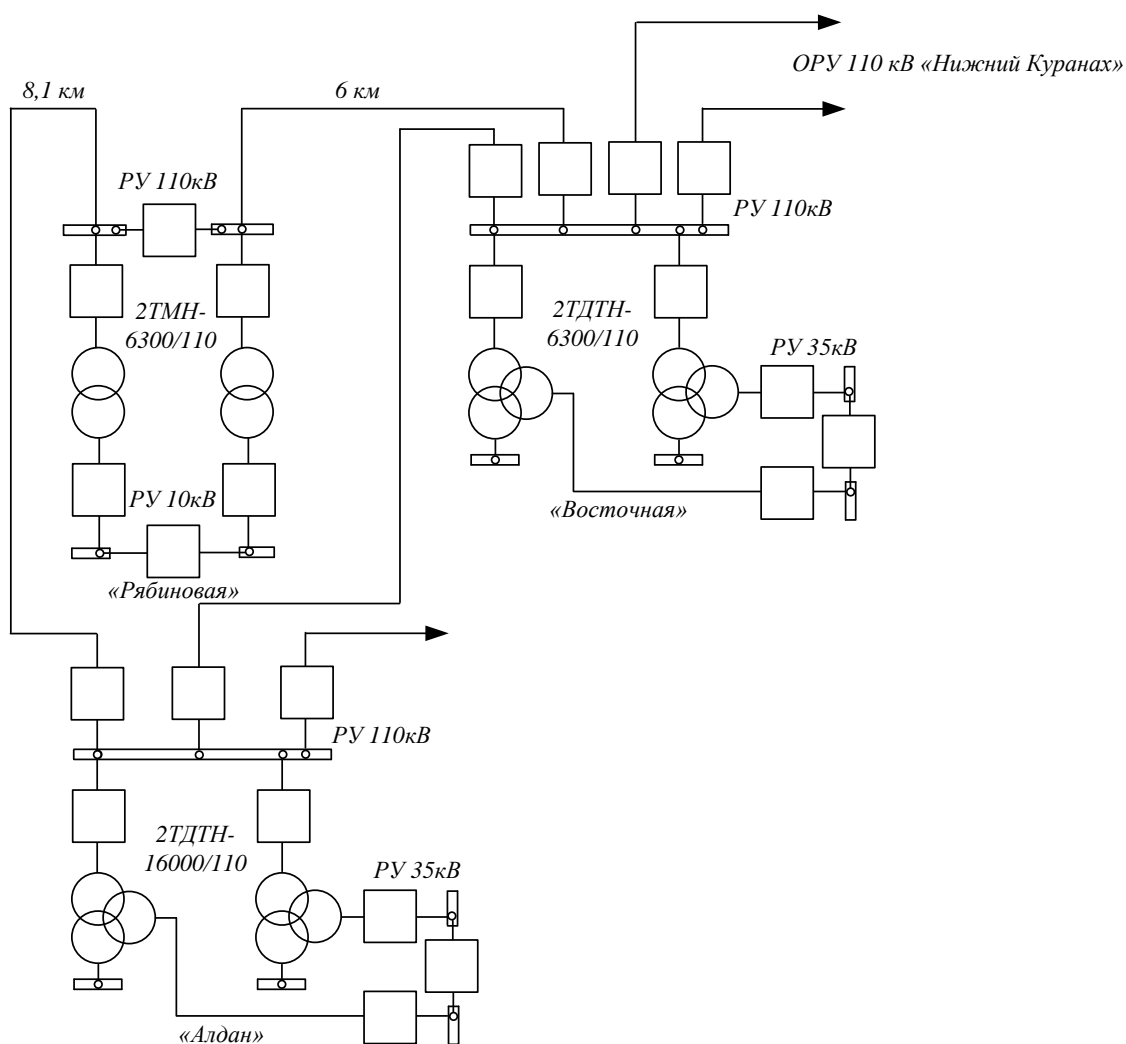 ОРУ 110 кВ «Нижний Куранах»
8,1 км
6 км
РУ 110кВ
РУ 110кВ
2ТМН-
6300/110
2ТДТН-
6300/110
РУ 35кВ
РУ 10кВ
«Восточная»
«Рябиновая»
РУ 110кВ
2ТДТН-
16000/110
РУ 35кВ
«Алдан»